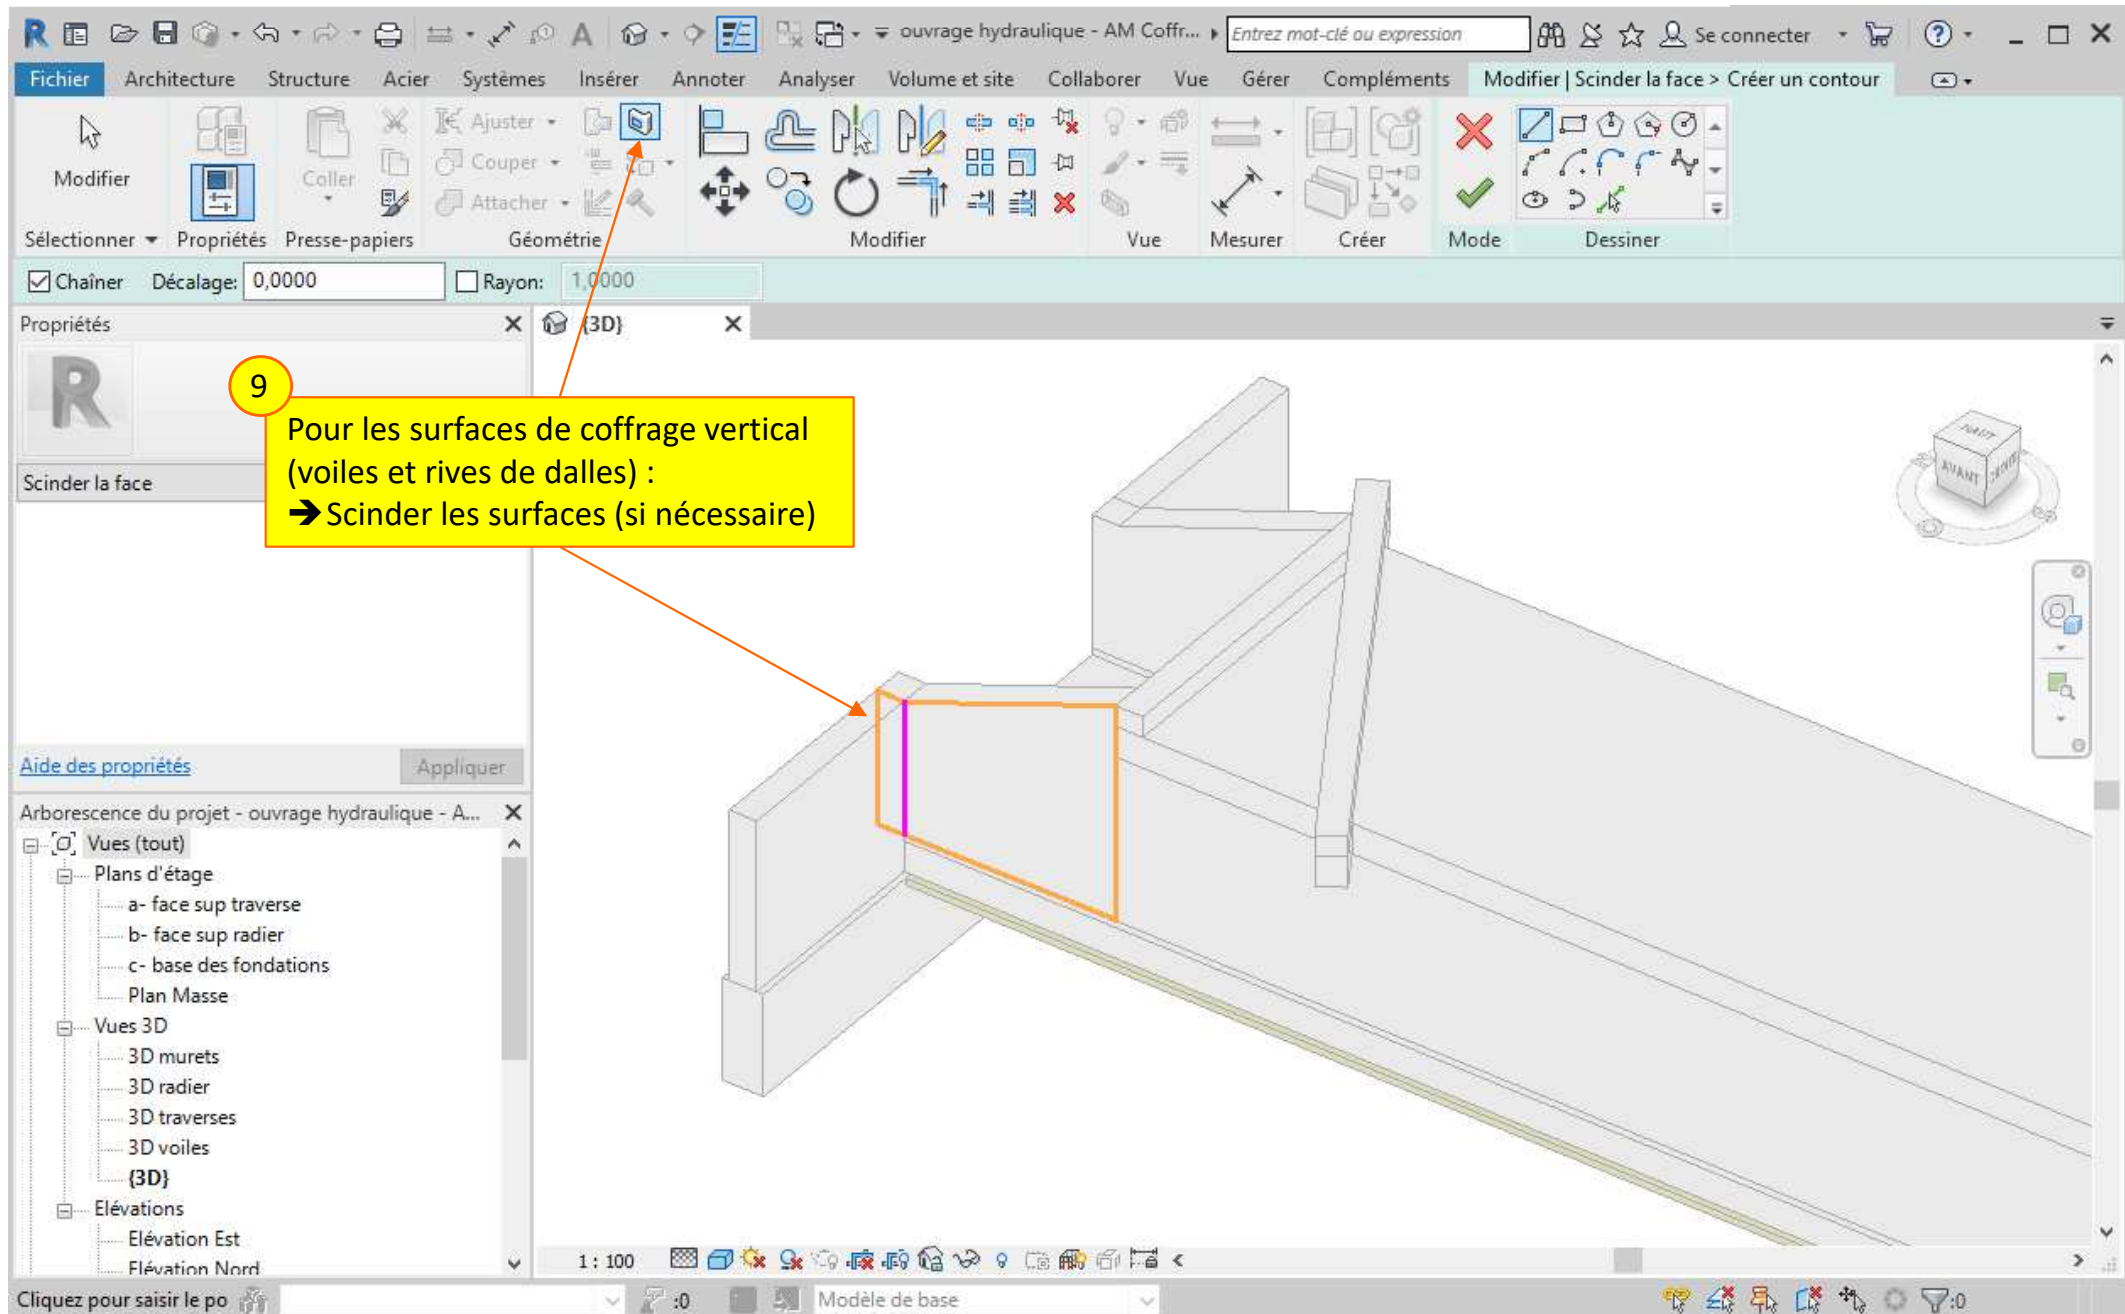 ouvrage hydraulique - AM Coffr...
Entrez mot-clé ou expression
Se connecter
Fichier Architecture Structure Acier Systèmes Insérer Annoter Analyser Volume et site Collaborer Vue Gérer Compléments Modifier | Scinder la face > Créer un contour
Modifier
Coller
Ajuster
Couper
Attacher
Sélectionner Propriétés Presse-papiers Géométrie Modifier Vue Mesurer Créer Mode Dessiner
Chaîner Décalage: 0,0000 Rayon: 1,0000
Propriétés
{3D}
9
Pour les surfaces de coffrage vertical
(voiles et rives de dalles) :
➔ Scinder les surfaces (si nécessaire)
Scinder la face
HAUT
AVANT
Aide des propriétés
Appliquer
Arborescence du projet - ouvrage hydraulique - A...
Vues (tout)
Plans d'étage
a- face sup traverse
b- face sup radier
c- base des fondations
Plan Masse
Vues 3D
3D murets
3D radier
3D traverses
3D voiles
{3D}
Elévations
Elévation Est
Elévation Nord
1 : 100
Cliquez pour saisir le po
:0
Modèle de base
:0